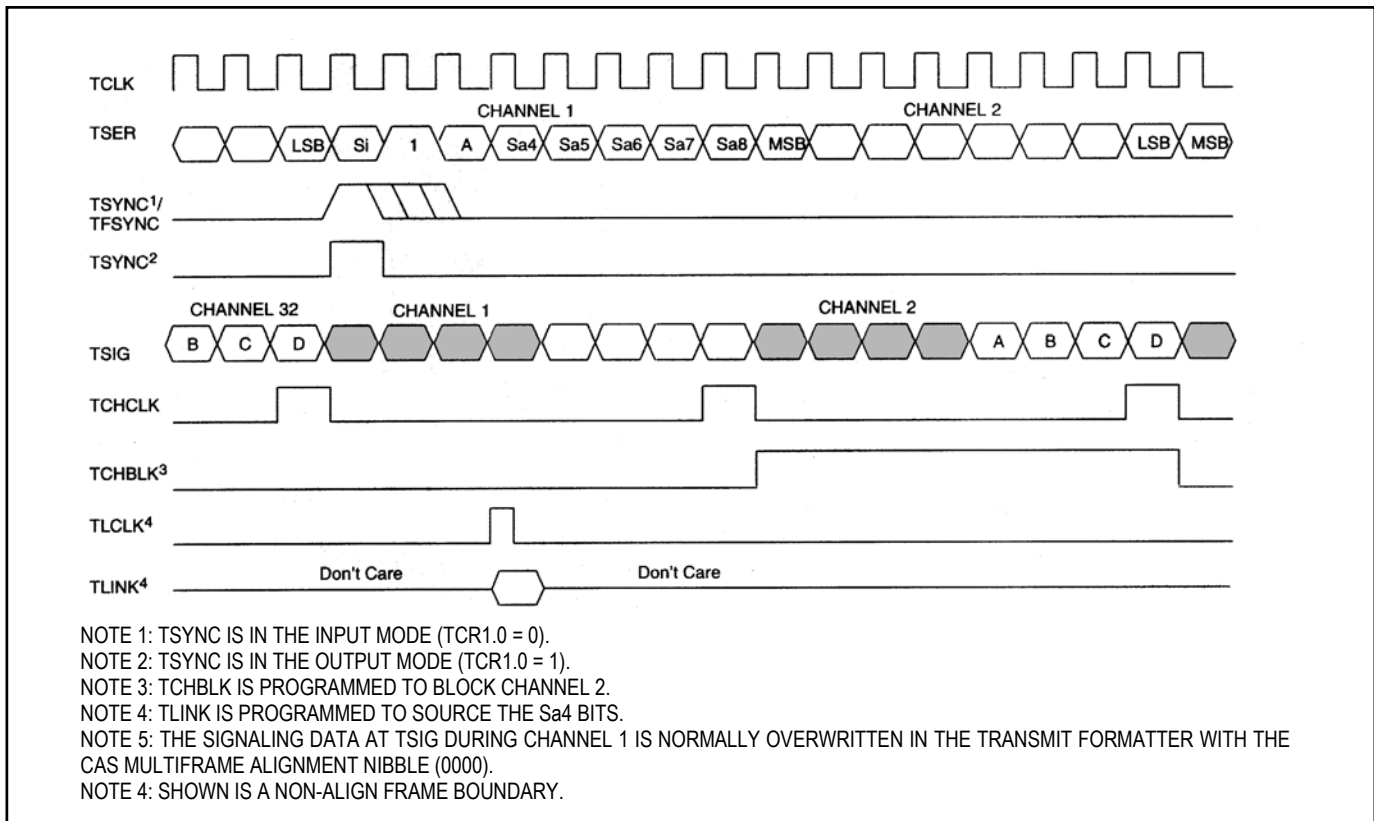 TCLK
CHANNEL 1 CHANNEL 2
TSER LSB Si 1 A Sa4 Sa5 Sa6 Sa7 Sa8 MSB LSB MSB
TSYNC1/
TFSYNC
TSYNC2
CHANNEL 32 CHANNEL 1 CHANNEL 2
TSIG B C D A B C D
TCHCLK
TCHBLK3
TLCLK4
Don't Care Don't Care
TLINK4
NOTE 1: TSYNC IS IN THE INPUT MODE (TCR1.0 = 0).
NOTE 2: TSYNC IS IN THE OUTPUT MODE (TCR1.0 = 1).
NOTE 3: TCHBLK IS PROGRAMMED TO BLOCK CHANNEL 2.
NOTE 4: TLINK IS PROGRAMMED TO SOURCE THE Sa4 BITS.
NOTE 5: THE SIGNALING DATA AT TSIG DURING CHANNEL 1 IS NORMALLY OVERWRITTEN IN THE TRANSMIT FORMATTER WITH THE
CAS MULTIFRAME ALIGNMENT NIBBLE (0000).
NOTE 4: SHOWN IS A NON-ALIGN FRAME BOUNDARY.